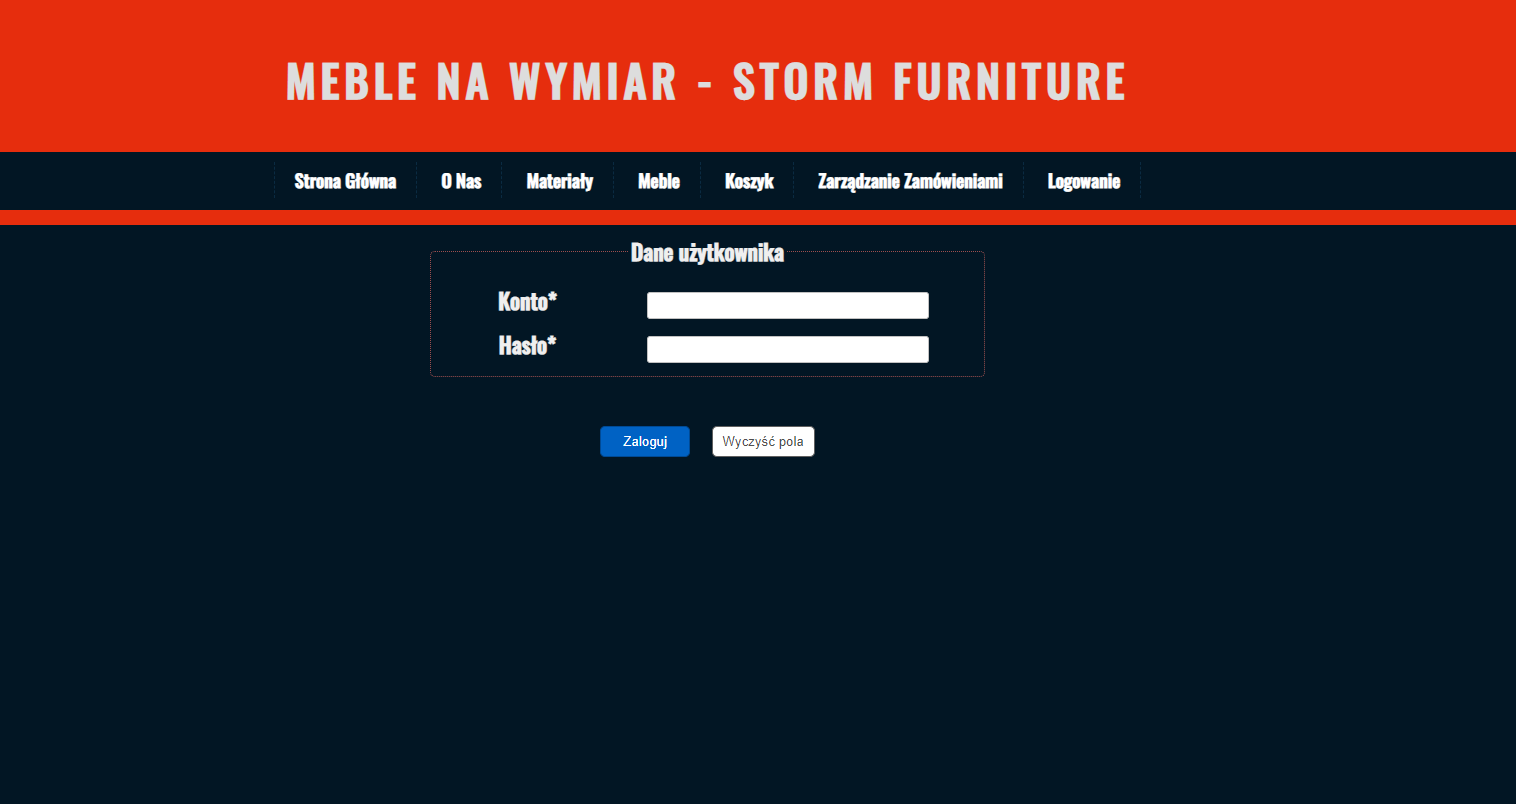 MEBLE NA WYMIAR - STORM FURNITURE
Strona Główna O Nas Materiały Meble Koszyk Zarządzanie Zamówieniami Logowanie
Dane użytkownika
Konto*
Hasło*
Zaloguj Wyczyść pola